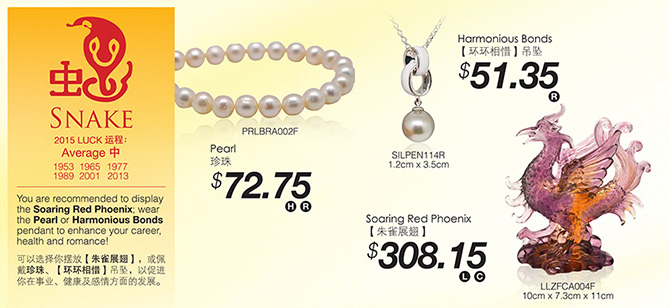 虫
SNAKE
2015 LUCK 运程:
Average 中
1953 1965 1977
1989 2001 2013
You are recommended to display
the Soaring Red Phoenix; wear
the Pearl or Harmonious Bonds
pendant to enhance your career,
health and romance!
可以选择你摆放【朱雀展翅】，或佩
戴珍珠、【环环相惜】吊坠，以促进
你在事业、健康及感情方面的发展。
PRLBRA002F
Pearl
珍珠
$72.75
H R
Harmonious Bonds
【环环相惜】吊坠
$51.35
R
SILPEN114R
1.2cm x 3.5cm
Soaring Red Phoenix
【朱雀展翅】
$308.15
L C
LLZFCA004F
10cm x 7.3cm x 11cm